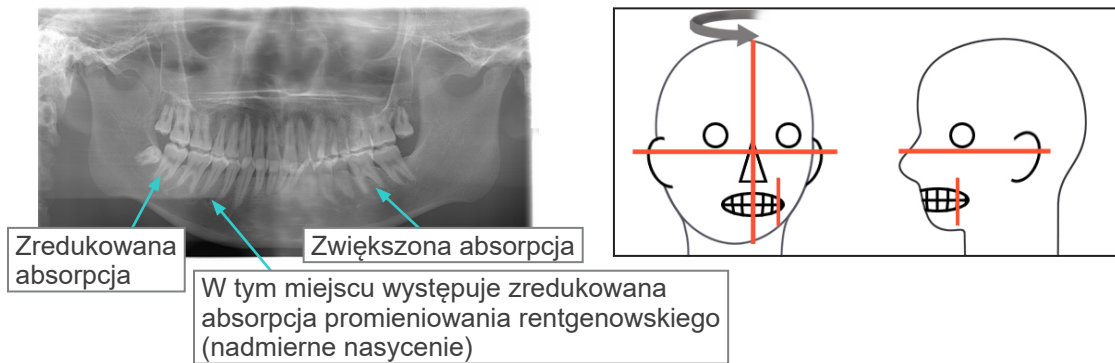 Zredukowana
absorpcja
Zwiększona absorpcja
W tym miejscu występuje zredukowana
absorpcja promieniowania rentgenowskiego
(nadmierne nasycenie)